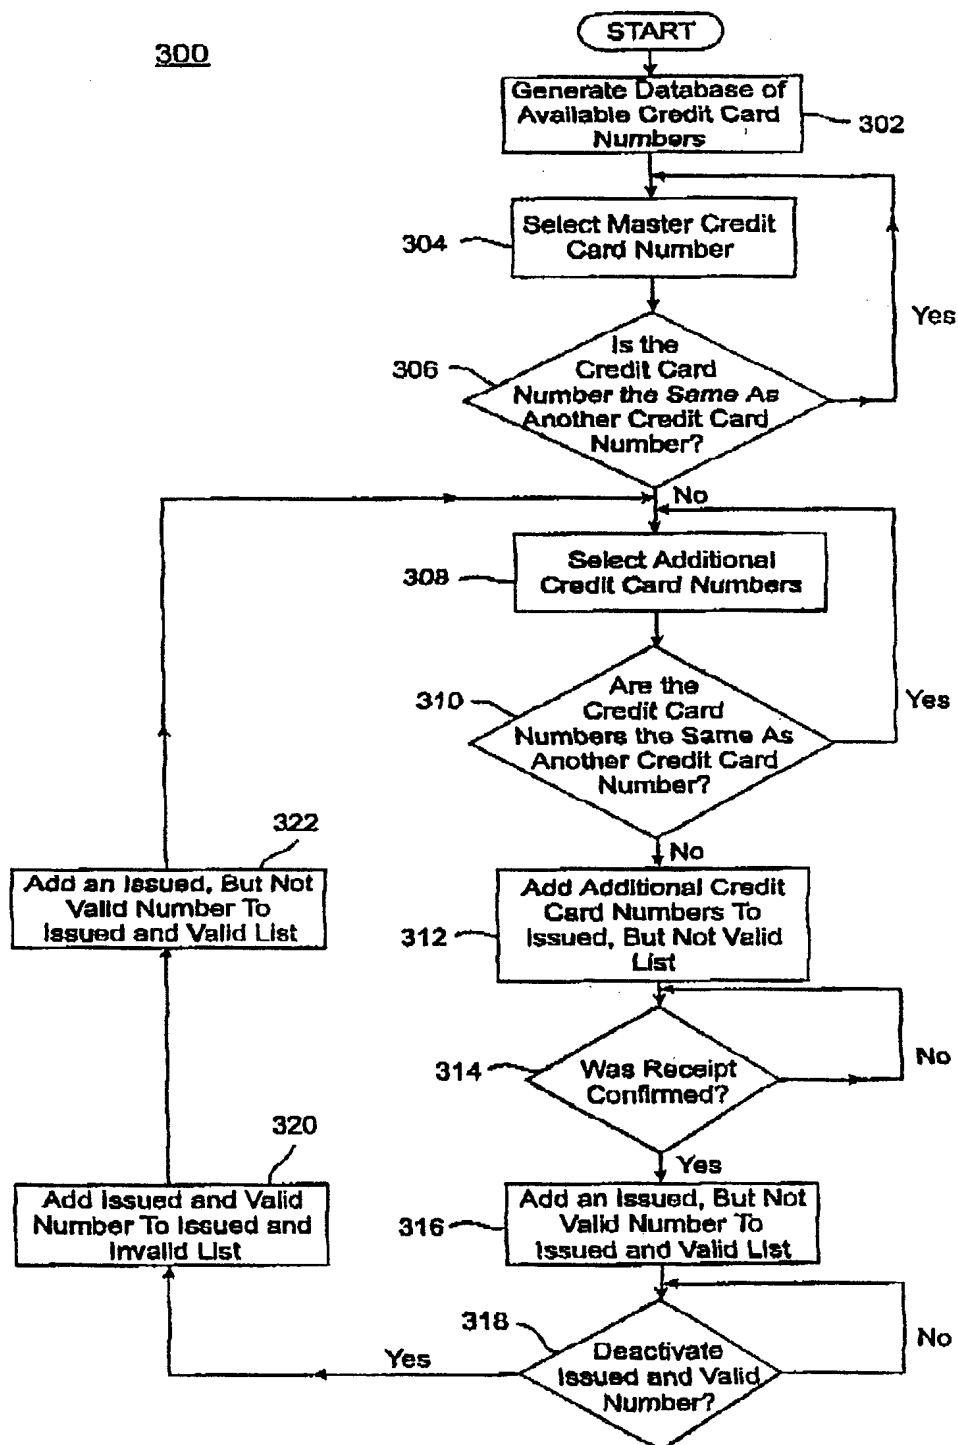 300
START
Generate Database of
Available Credit Card
Numbers
302
Select Master Credit
Card Number
304
Yes
Is the
Credit Card
Number the Same As
Another Credit Card
Number?
306
No
Select Additional
Credit Card Numbers
308
Are the
Credit Card
Numbers the Same As
Another Credit Card
Number?
310
Yes
No
Add Additional Credit
Card Numbers To
Issued, But Not Valid
List
312
Was Receipt
Confirmed?
314
No
Yes
Add an Issued, But Not
Valid Number To
Issued and Valid List
316
Deactivate
Issued and Valid
Number?
318
No
Yes
320
Add Issued and Valid
Number To Issued and
Invalid List
322
Add an Issued, But Not
Valid Number To
Issued and Valid List